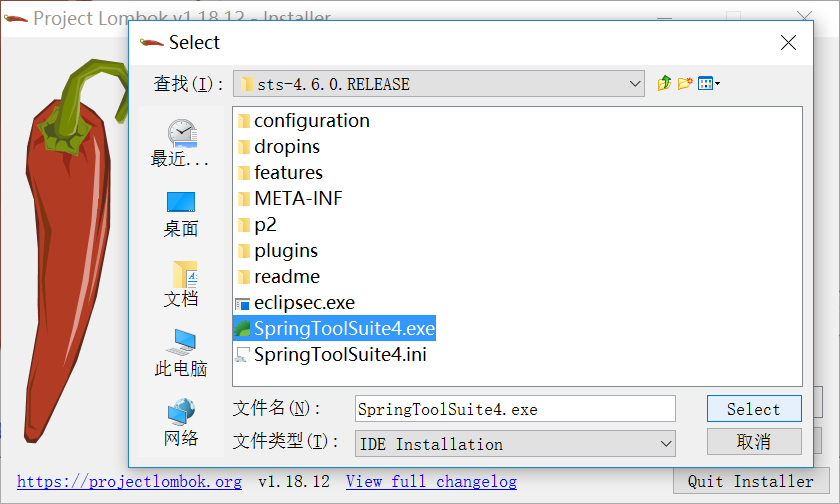 Project Lombok v1.18.12 - Installer
Select
查找(I): sts-4.6.0.RELEASE
configuration
dropins
features
META-INF
p2
plugins
readme
eclipsec.exe
SpringToolSuite4.exe
SpringToolSuite4.ini
最近...
桌面
文档
此电脑
网络
文件名(N): SpringToolSuite4.exe Select
文件类型(T): IDE Installation 取消
https://projectlombok.org v1.18.12 View full changelog Quit Installer